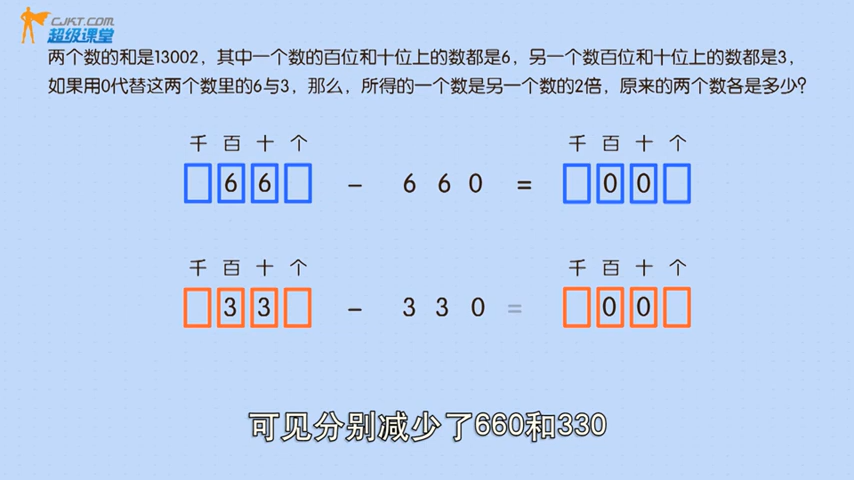 CJKT.COM
超级课堂
两个数的和是13002，其中一个数的百位和十位上的数都是6，另一个数百位和十位上的数都是3，
如果用0代替这两个数里的6与3，那么，所得的一个数是另一个数的2倍，原来的两个数各是多少?
千 百 十 个 千 百 十 个
6 6 - 6 6 0 = 0 0
千 百 十 个 千 百 十 个
3 3 - 3 3 0 = 0 0
可见分别减少了660和330